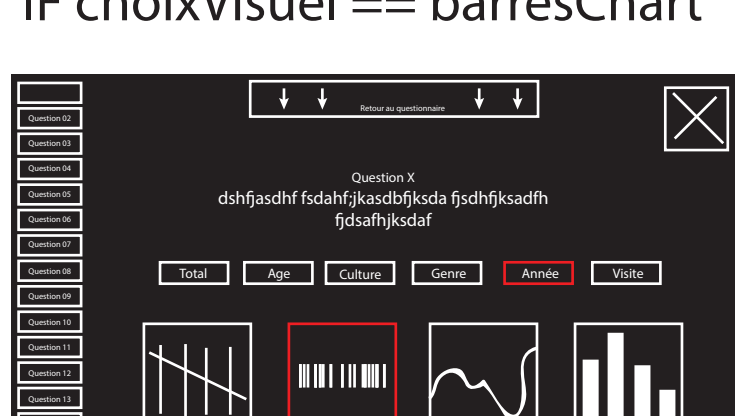 IF choixVisuel == barresChart
Retour au questionnaire
Question X
dshfjasdhf fsdahf;jkasdbfjksda fjsdhfjksadfh
fjdsafhjksdaf
Total
Age
Culture
Genre
Année
Visite
Question 02
Question 03
Question 04
Question 05
Question 06
Question 07
Question 08
Question 09
Question 10
Question 11
Question 12
Question 13